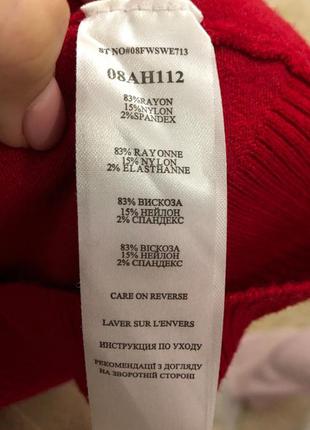 ST NO#08FWSWE713
08AH112
83%RAYON
15%NYLON
2%SPANDEX
83% RAYONNE
15% NYLON
2% ELASTHANNE
83% ВИСКОЗА
15% НЕЙЛОН
2% СПАНДЕКС
83% ВІСКОЗА
15% НЕЙЛОН
2% СПАНДЕКС
CARE ON REVERSE
LAVER SUR L'ENVERS
ИНСТРУКЦИЯ ПО УХОДУ
РЕКОМЕНДАЦІЇ З ДОГЛЯДУ
НА ЗВОРОТНІЙ СТОРОНІ